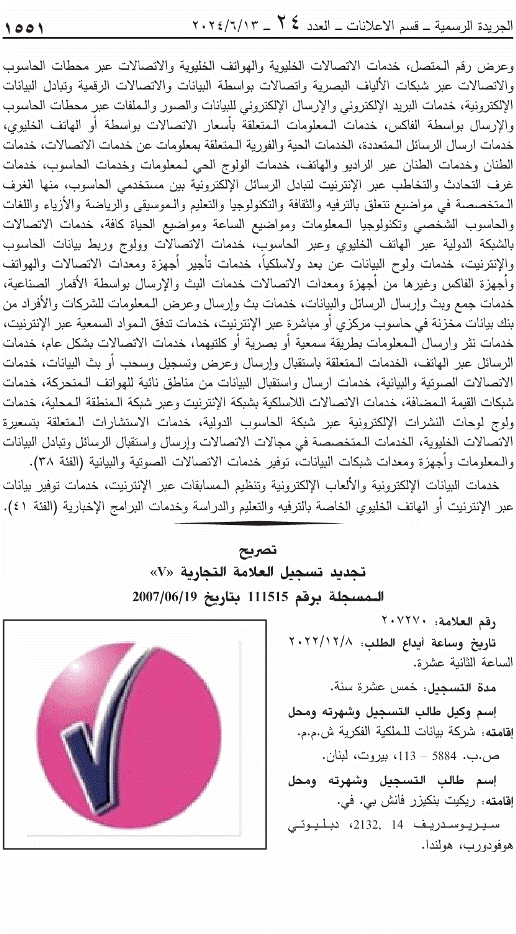 الجريدة الرسمية ــ قسم الاعلانات ــ العدد ٢٤ ــ ٢٠٢٤/٦/١٣ ١٥٥١
وعرض رقم المتصل، خدمات الاتصالات الخليوية والهواتف الخليوية والاتصالات عبر محطات الحاسوب
والاتصالات عبر شبكات الألياف البصرية واتصالات بواسطة البيانات والاتصالات الرقمية وتبادل البيانات
الإلكترونية، خدمات البريد الإلكتروني والإرسال الإلكتروني للبيانات والصور والملفات عبر محطات الحاسوب
والإرسال بواسطة الفاكس، خدمات المعلومات المتعلقة بأسعار الاتصالات بواسطة أو الهاتف الخليوي،
خدمات ارسال الرسائل المتعددة، الخدمات الحية والفورية المتعلقة بمعلومات عن خدمات الاتصالات، خدمات
الطنان وخدمات الطنان عبر الراديو والهاتف، خدمات الولوج الحي لمعلومات وخدمات الحاسوب، خدمات
غرف التحادث والتخاطب عبر الإنترنيت لتبادل الرسائل الإلكترونية بين مستخدمي الحاسوب، منها الغرف
المتخصصة في مواضيع تتعلق بالترفيه والثقافة والتكنولوجيا والتعليم والموسيقى والرياضة والأزياء واللغات
والحاسوب الشخصي وتكنولوجيا المعلومات ومواضيع الساعة ومواضيع الحياة كافة، خدمات الاتصالات
بالشبكة الدولية عبر الهاتف الخليوي وعبر الحاسوب، خدمات الاتصالات وولوج وربط بيانات الحاسوب
والإنترنيت، خدمات ولوح البيانات عن بعد ولاسلكياً، خدمات تأجير أجهزة ومعدات الاتصالات والهواتف
وأجهزة الفاكس وغيرها من أجهزة ومعدات الاتصالات خدمات البث والإرسال بواسطة الأقمار الصناعية،
خدمات جمع وبث وإرسال الرسائل والبيانات، خدمات بث وإرسال وعرض المعلومات للشركات والأفراد من
بنك بيانات مخزنة في حاسوب مركزي أو مباشرة عبر الإنترنيت، خدمات تدفق المواد السمعية عبر الإنترنيت،
خدمات نثر وارسال المعلومات بطريقة سمعية أو بصرية أو كلتيهما، خدمات الاتصالات بشكل عام، خدمات
الرسائل عبر الهاتف، الخدمات المتعلقة باستقبال وإرسال وعرض وتسجيل وسحب أو بث البيانات، خدمات
الاتصالات الصوتية والبيانية، خدمات ارسال واستقبال البيانات من مناطق نائية للهواتف المتحركة، خدمات
شبكات القيمة المضافة، خدمات الاتصالات اللاسلكية بشبكة الإنترنيت وعبر شبكة المنطقة المحلية، خدمات
ولوج لوحات النشرات الإلكترونية عبر شبكة الحاسوب الدولية، خدمات الاستشارات المتعلقة بتسعيرة
الاتصالات الخليوية، الخدمات المتخصصة في مجالات الاتصالات وإرسال واستقبال الرسائل وتبادل البيانات
والمعلومات وأجهزة ومعدات شبكات البيانات، توفير خدمات الاتصالات الصوتية والبيانية (الفئة ٣٨).
خدمات البيانات الإلكترونية والألعاب الإلكترونية وتنظيم المسابقات عبر الإنترنيت، خدمات توفير بيانات
عبر الإنترنيت أو الهاتف الخليوي الخاصة بالترفيه والتعليم والدراسة وخدمات البرامج الإخبارية (الفئة ٤١).
تصريح
تجديد تسجيل العلامة التجارية «V»
المسجلة برقم 111515 بتاريخ 2007/06/19
رقم العلامة: ٢٠٧٢٧٠
تاريخ وساعة أيداع الطلب: ٢٠٢٢/١٢/٨
الساعة الثانية عشرة.
مدة التسجيل: خمس عشرة سنة.
إسم وكيل طالب التسجيل وشهرته ومحل
إقامته: شركة بيانات للملكية الفكرية ش.م.م.
ص.ب. 5884 – 113، بيروت، لبنان.
إسم طالب التسجيل وشهرته ومحل
إقامته: ريكيت بنكيزر فانش بي. في.
سيريوسدريف 14 ,2132، دبليوتي
هوفودورب، هولندا.